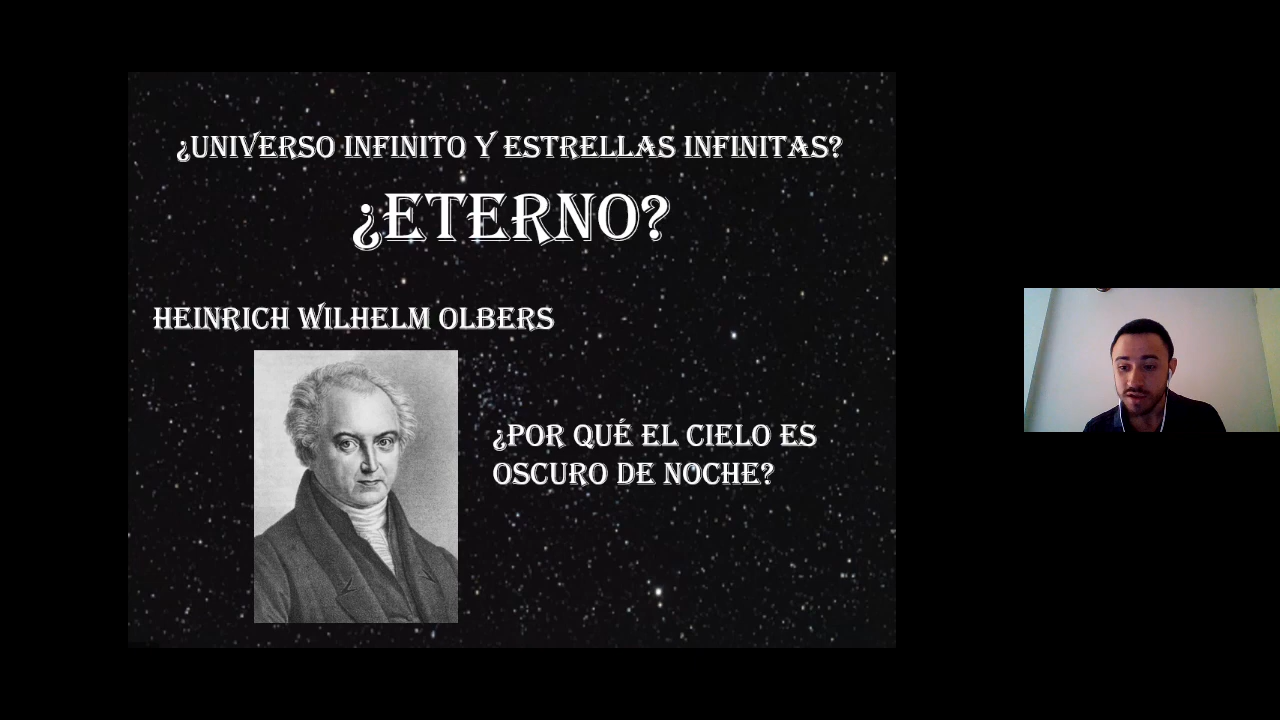 ¿UNIVERSO INFINITO Y ESTRELLAS INFINITAS?
¿ETERNO?
HEINRICH WILHELM OLBERS
¿POR QUÉ EL CIELO ES
OSCURO DE NOCHE?